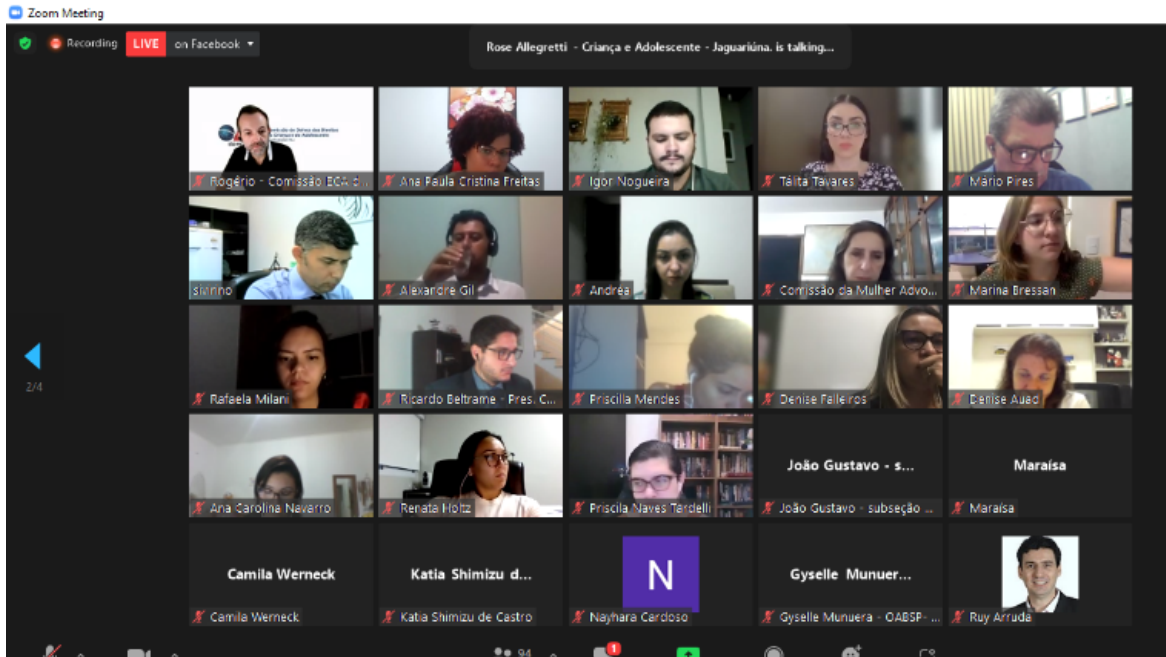 Zoom Meeting
Recording LIVE on Facebook
Rose Allegretti - Criança e Adolescente - Jaguariúna. is talking...
Rogério - Comissão ECA d...
Ana Paula Cristina Freitas
Igor Nogueira
Tálita Tavares
Mário Pires
Alexandre Gil
Andréa
Comissão da Mulher Advo...
Marina Bressan
2/4
Rafaela Milani
Ricardo Beltrame - Pres. C...
Priscilla Mendes
Denise Falleiros
Denise Auad
Ana Carolina Navarro
Renata Holtz
Priscila Naves Tardelli
João Gustavo - s...
João Gustavo - subseção ...
Maraísa
Maraísa
Camila Werneck
Camila Werneck
Katia Shimizu d...
Katia Shimizu de Castro
N
Nayhara Cardoso
Gyselle Munuer...
Gyselle Munuera - OABSP- ...
Ruy Arruda
94
1